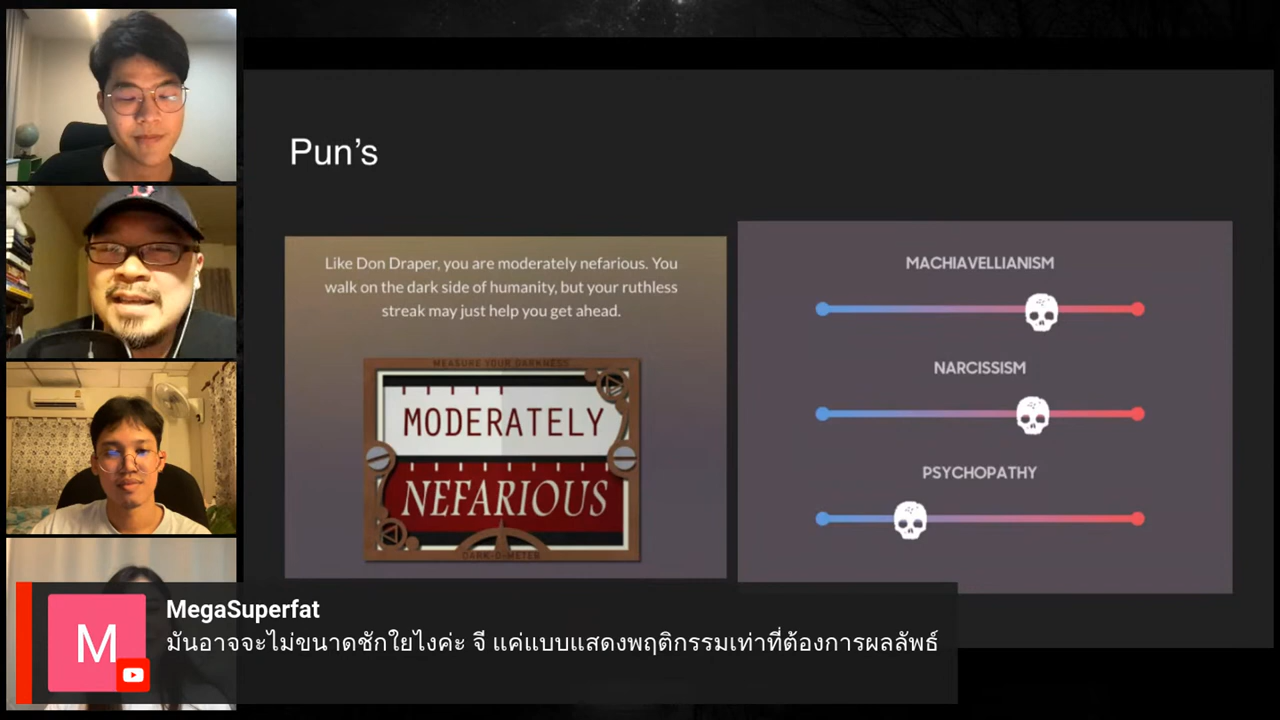 Pun's
Like Don Draper, you are moderately nefarious. You
walk on the dark side of humanity, but your ruthless
streak may just help you get ahead.
MEASURE YOUR DARKNESS
MODERATELY
NEFARIOUS
DARK-O-METER
MACHIAVELLIANISM
NARCISSISM
PSYCHOPATHY
M
MegaSuperfat
มันอาจจะไม่ขนาดชักใยไงค่ะ จี แค่แบบแสดงพฤติกรรมเท่าที่ต้องการผลลัพธ์